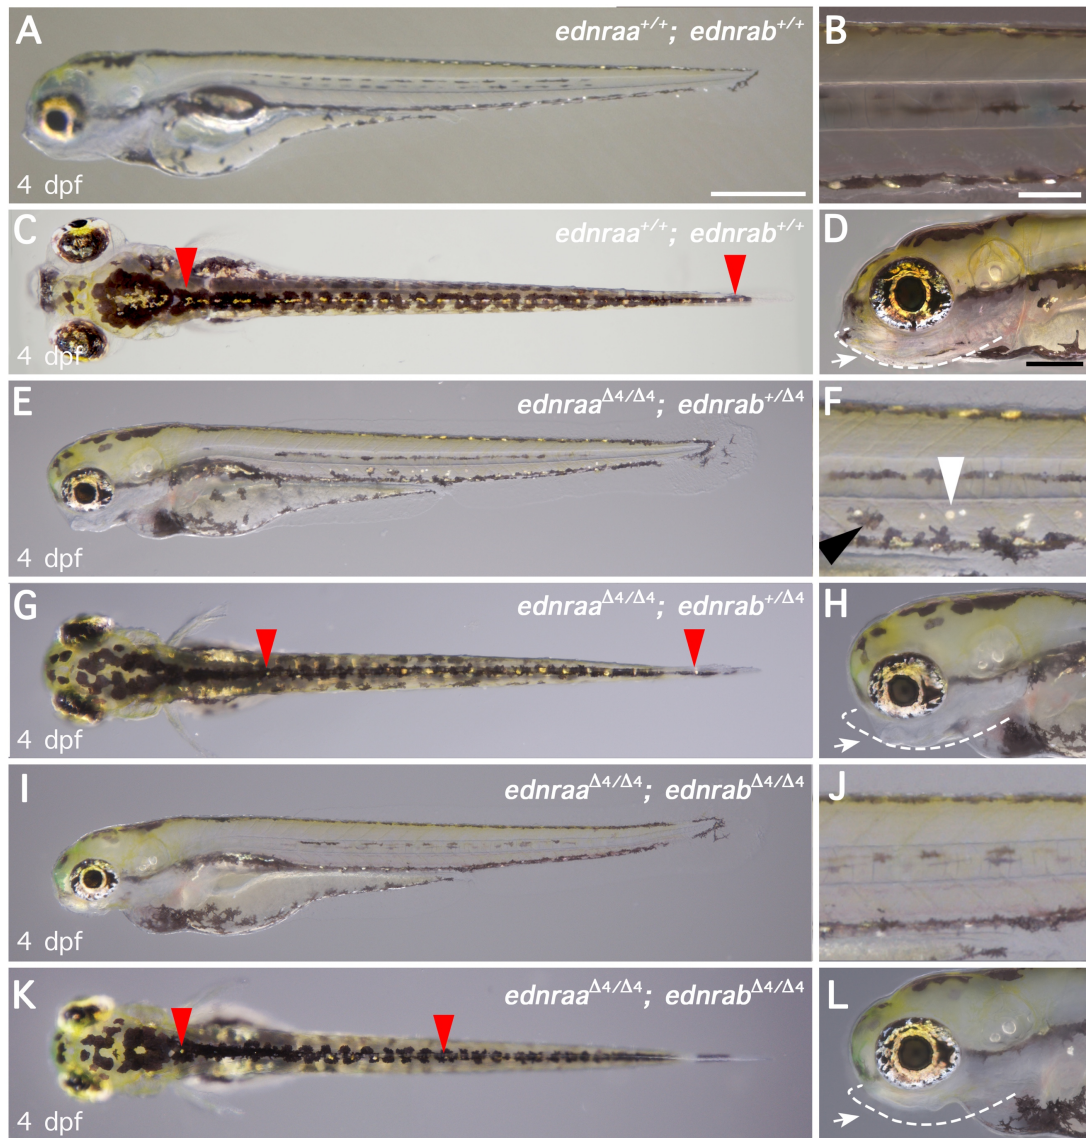 A
ednraa+/+; ednrab+/+
4 dpf
B
C
ednraa+/+; ednrab+/+
4 dpf
D
E
ednraaΔ4/Δ4; ednrab+/Δ4
4 dpf
F
G
ednraaΔ4/Δ4; ednrab+/Δ4
4 dpf
H
I
ednraaΔ4/Δ4; ednrabΔ4/Δ4
4 dpf
J
K
ednraaΔ4/Δ4; ednrabΔ4/Δ4
4 dpf
L